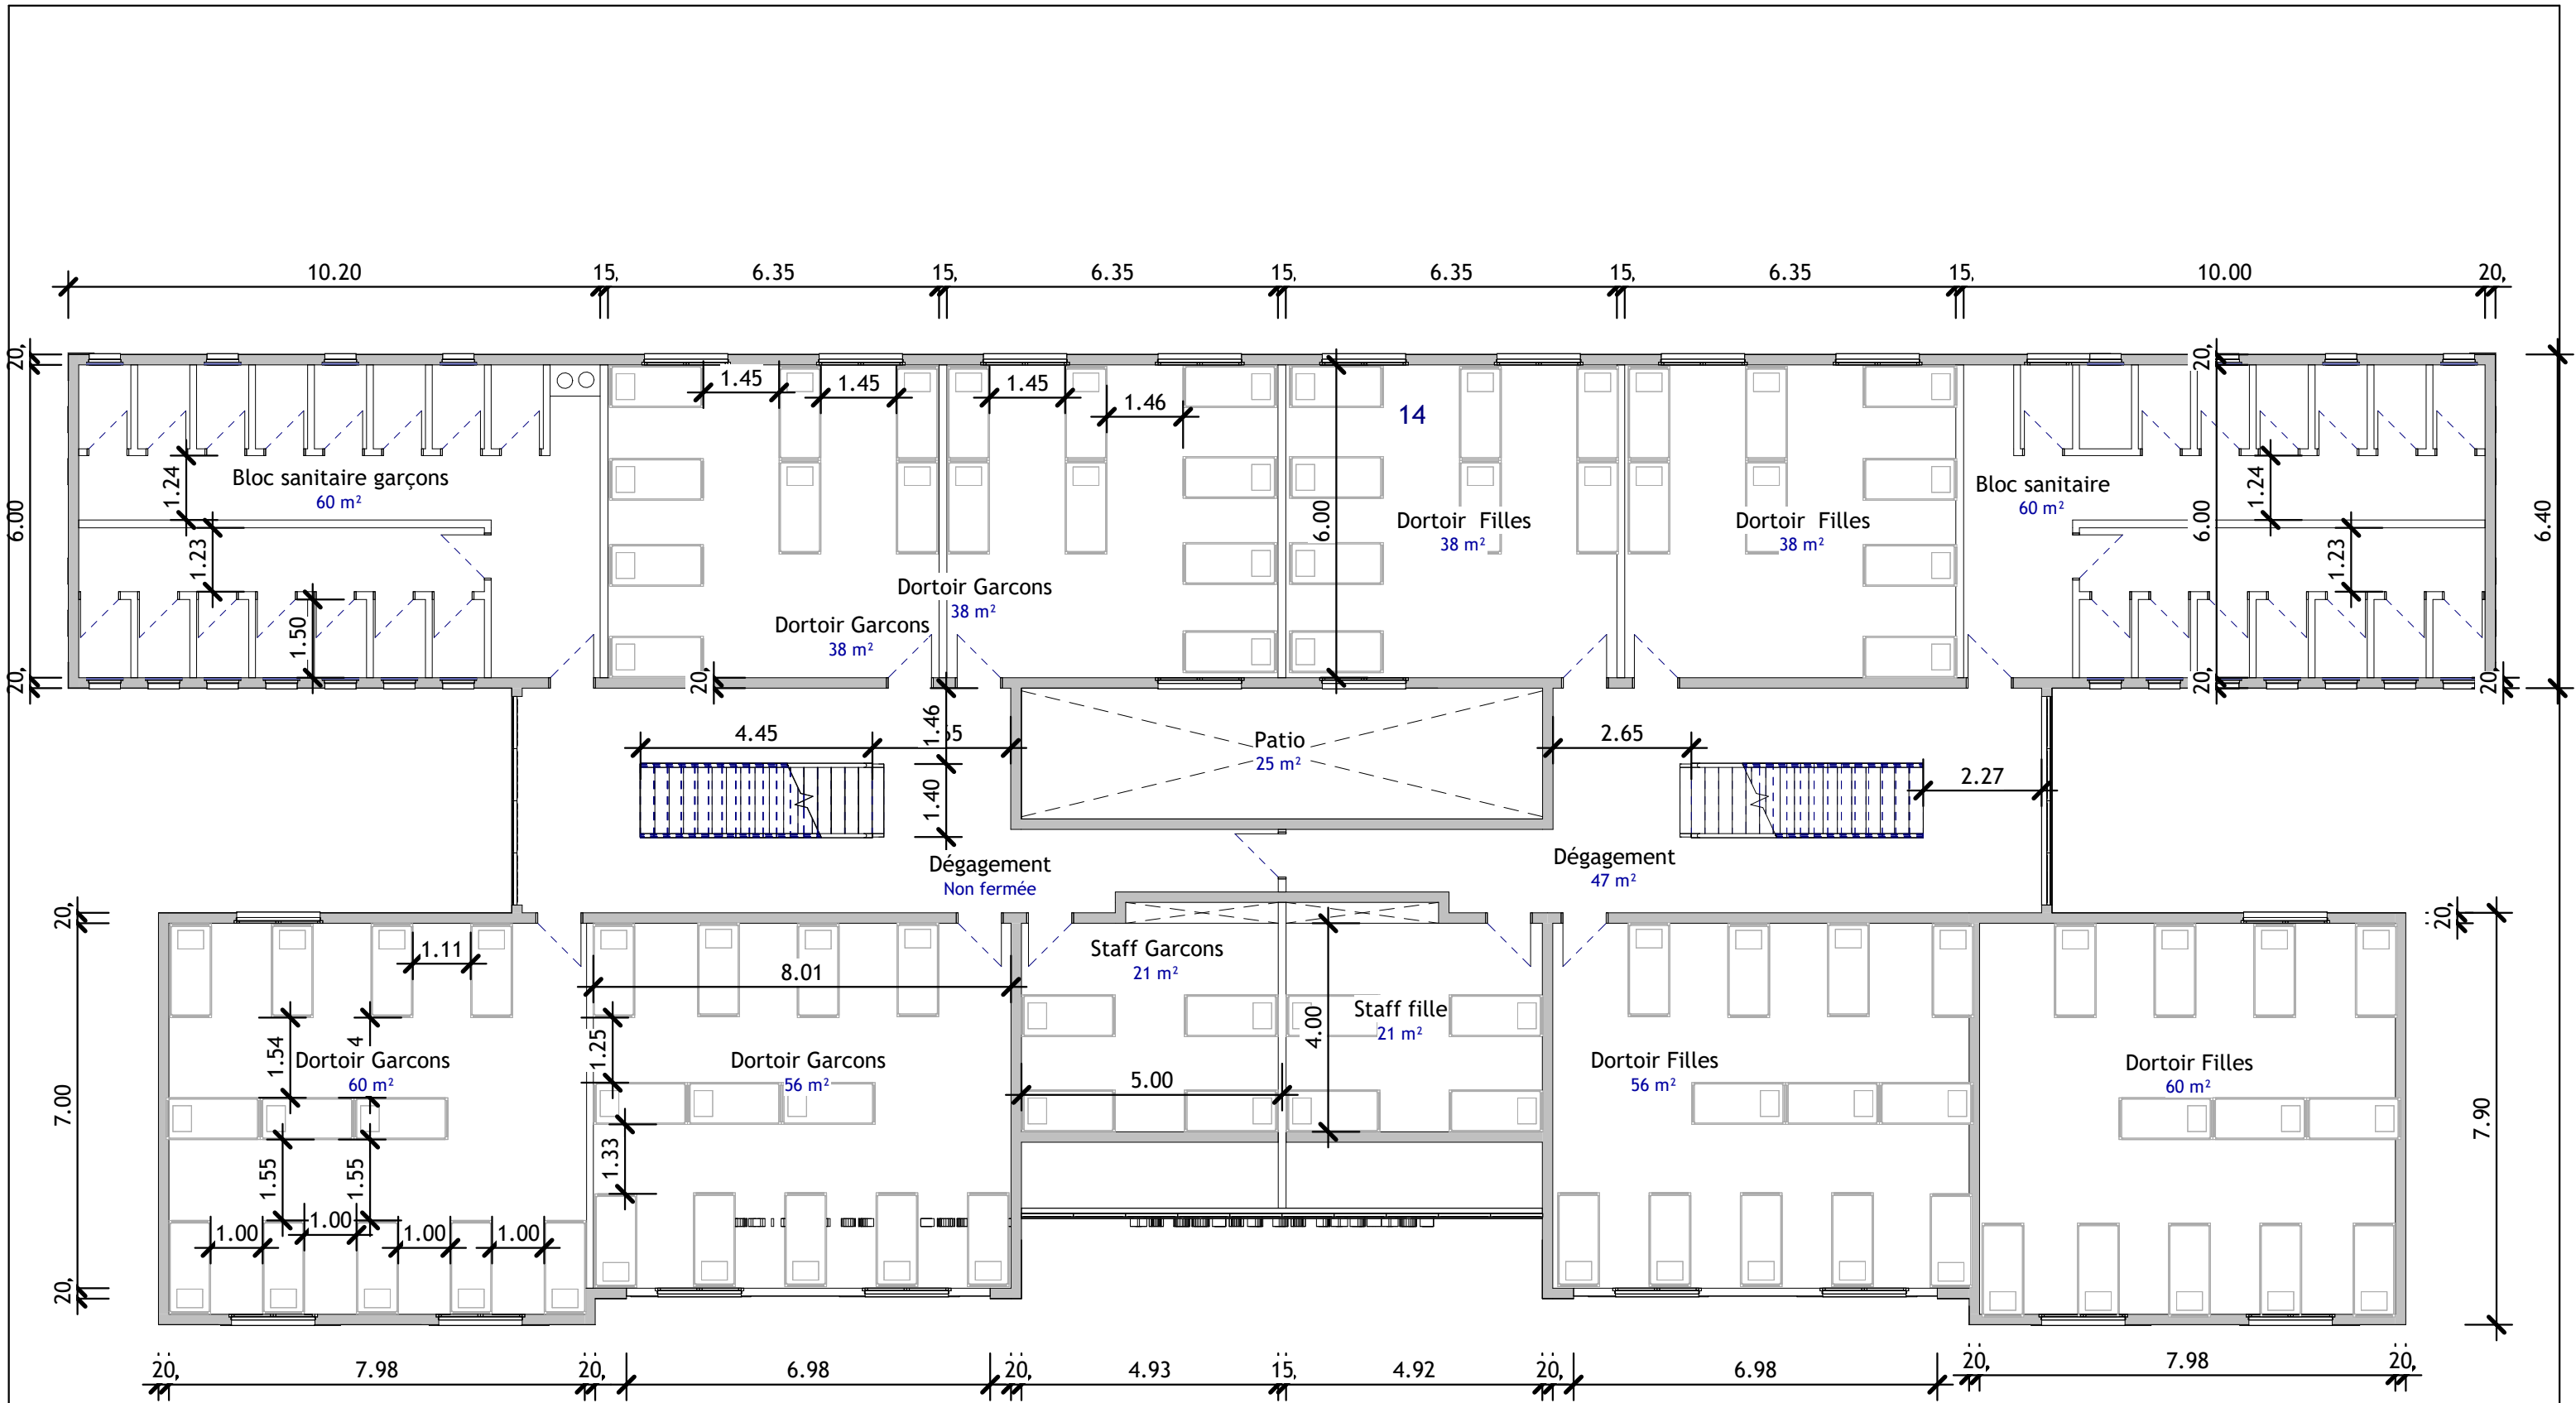 10.20 15, 6.35 15, 6.35 15, 6.35 15, 6.35 15, 10.00 20,
20, 20, 6.40
1.45 1.45 1.45 1.46 14
6.00 1.24 Bloc sanitaire garçons
60 m²
1.23 1.50
6.00
Dortoir Filles
38 m²
Dortoir Filles
38 m²
Bloc sanitaire
60 m²
6.00 1.24 1.23
Dortoir Garcons
38 m²
Dortoir Garcons
38 m²
20, 20, 20, 20,
4.45 1.46 2.65
1.40 2.27
Patio
25 m²
Dégagement
Non fermée
Dégagement
47 m²
20, 20,
1.11 8.01
Staff Garcons
21 m²
Staff fille
21 m²
4.00 5.00
7.00 1.54 1.25 7.90
Dortoir Garcons
60 m²
Dortoir Garcons
56 m²
Dortoir Filles
56 m²
Dortoir Filles
60 m²
1.55 1.55 1.33
1.00 1.00 1.00 1.00
20,
20, 7.98 20, 6.98 20, 4.93 15, 4.92 20, 6.98 20, 7.98 20,